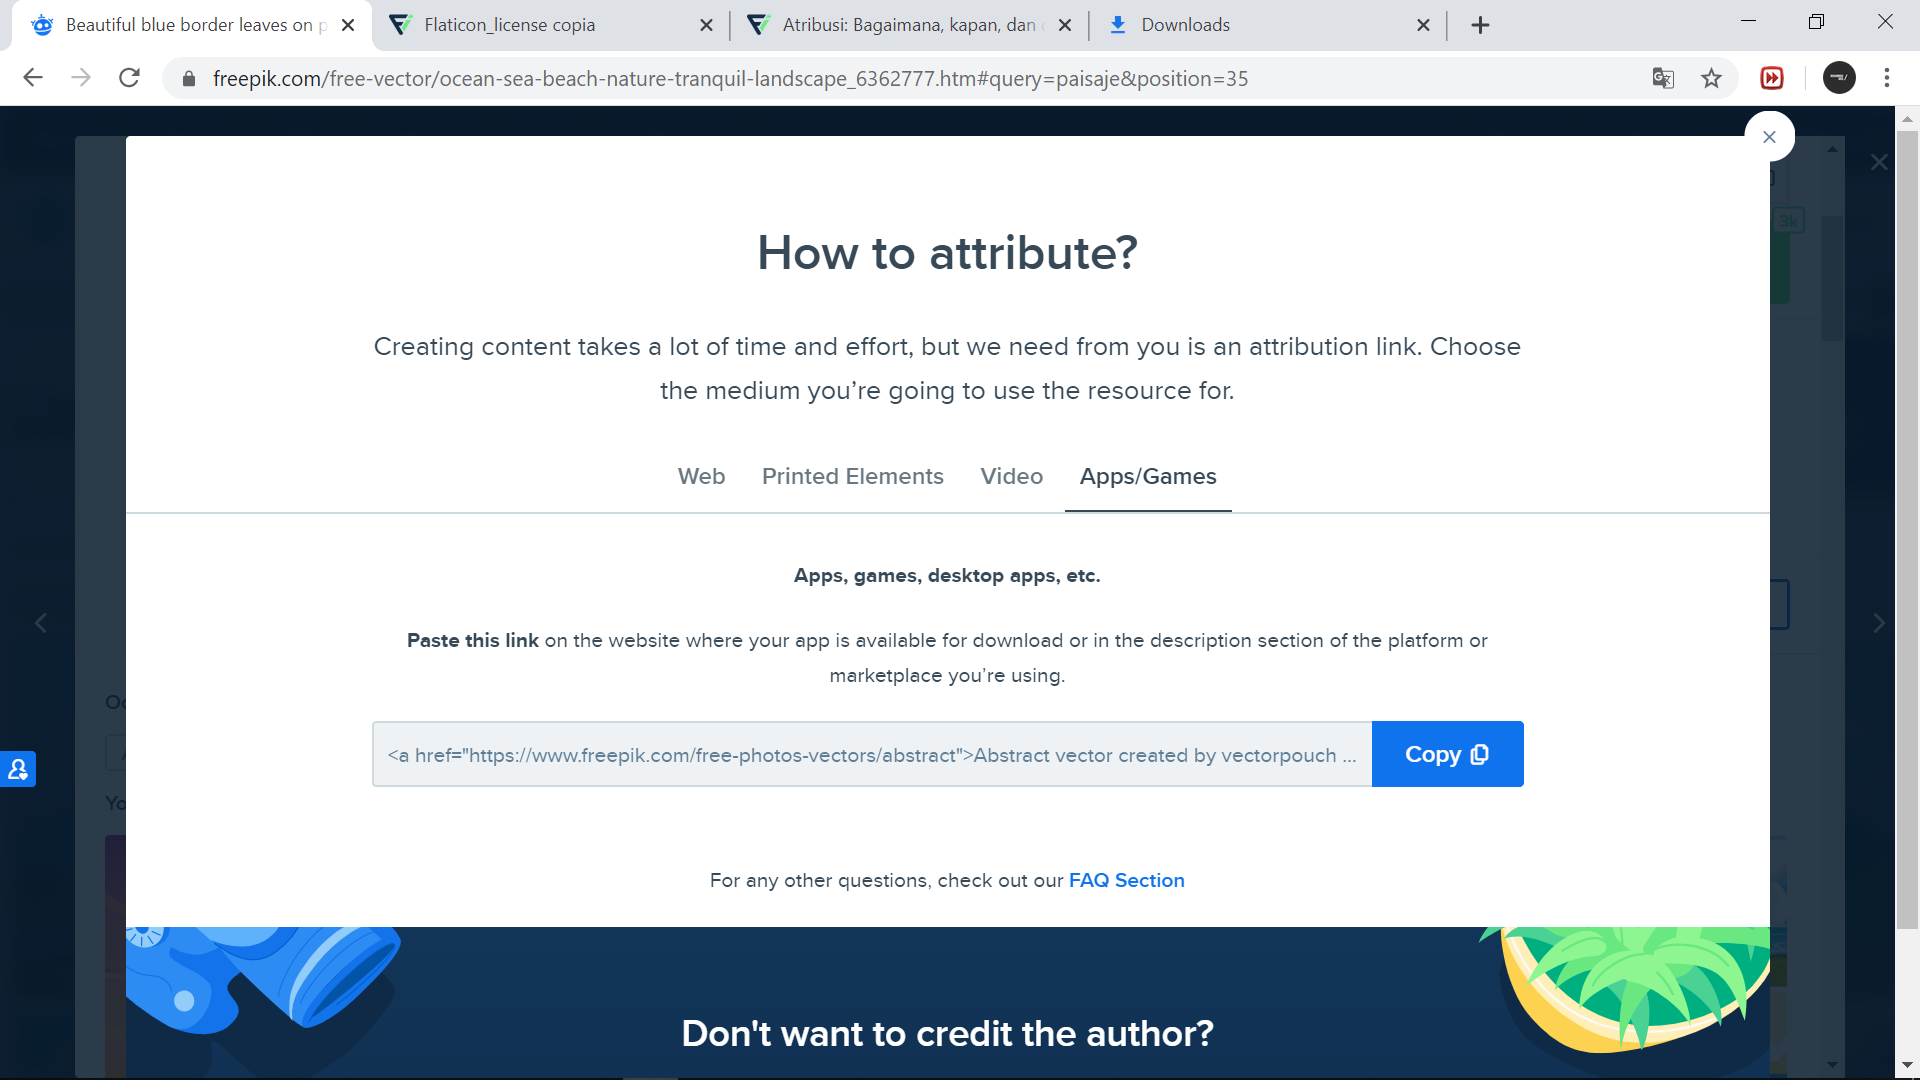 Beautiful blue border leaves on p
Flaticon_license copia
Atribusi: Bagaimana, kapan, dan
Downloads
freepik.com/free-vector/ocean-sea-beach-nature-tranquil-landscape_6362777.htm#query=paisaje&position=35
3k
How to attribute?
Creating content takes a lot of time and effort, but we need from you is an attribution link. Choose
the medium you’re going to use the resource for.
Web Printed Elements Video Apps/Games
Apps, games, desktop apps, etc.
Paste this link on the website where your app is available for download or in the description section of the platform or
marketplace you’re using.
<a href="https://www.freepik.com/free-photos-vectors/abstract">Abstract vector created by vectorpouch ...
Copy
For any other questions, check out our FAQ Section
Don't want to credit the author?